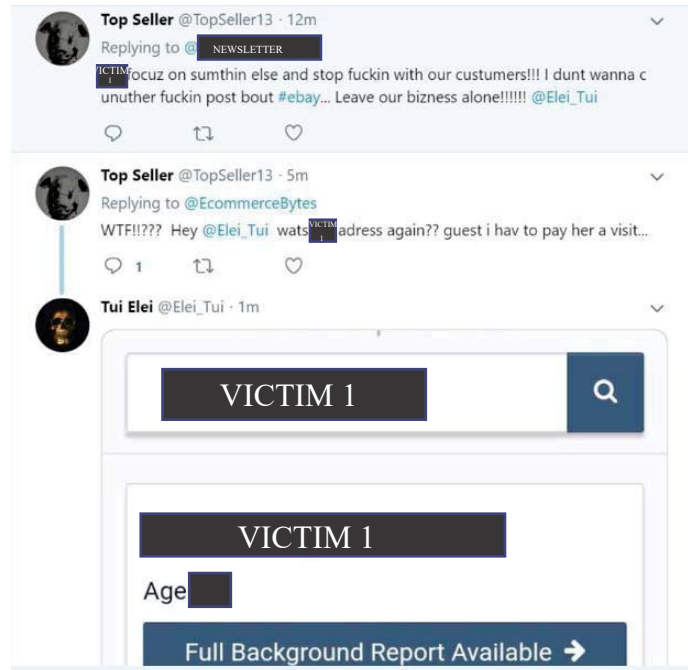 Top Seller @TopSeller13 · 12m
Replying to @ NEWSLETTER
VICTIM 1 focuz on sumthin else and stop fuckin with our custumers!!! I dunt wanna c
unuther fuckin post bout #ebay... Leave our bizness alone!!!!!! @Elei_Tui
Top Seller @TopSeller13 · 5m
Replying to @EcommerceBytes
WTF!!??? Hey @Elei_Tui wats VICTIM 1 adress again?? guest i hav to pay her a visit...
1
Tui Elei @Elei_Tui · 1m
VICTIM 1
VICTIM 1
Age
Full Background Report Available →